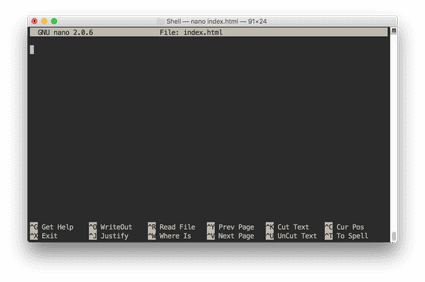 Shell — nano index.html — 91×24
GNU nano 2.0.6 File: index.html
^G Get Help ^O WriteOut ^R Read File ^Y Prev Page ^K Cut Text ^C Cur Pos
^X Exit ^J Justify ^W Where Is ^V Next Page ^U UnCut Text ^T To Spell